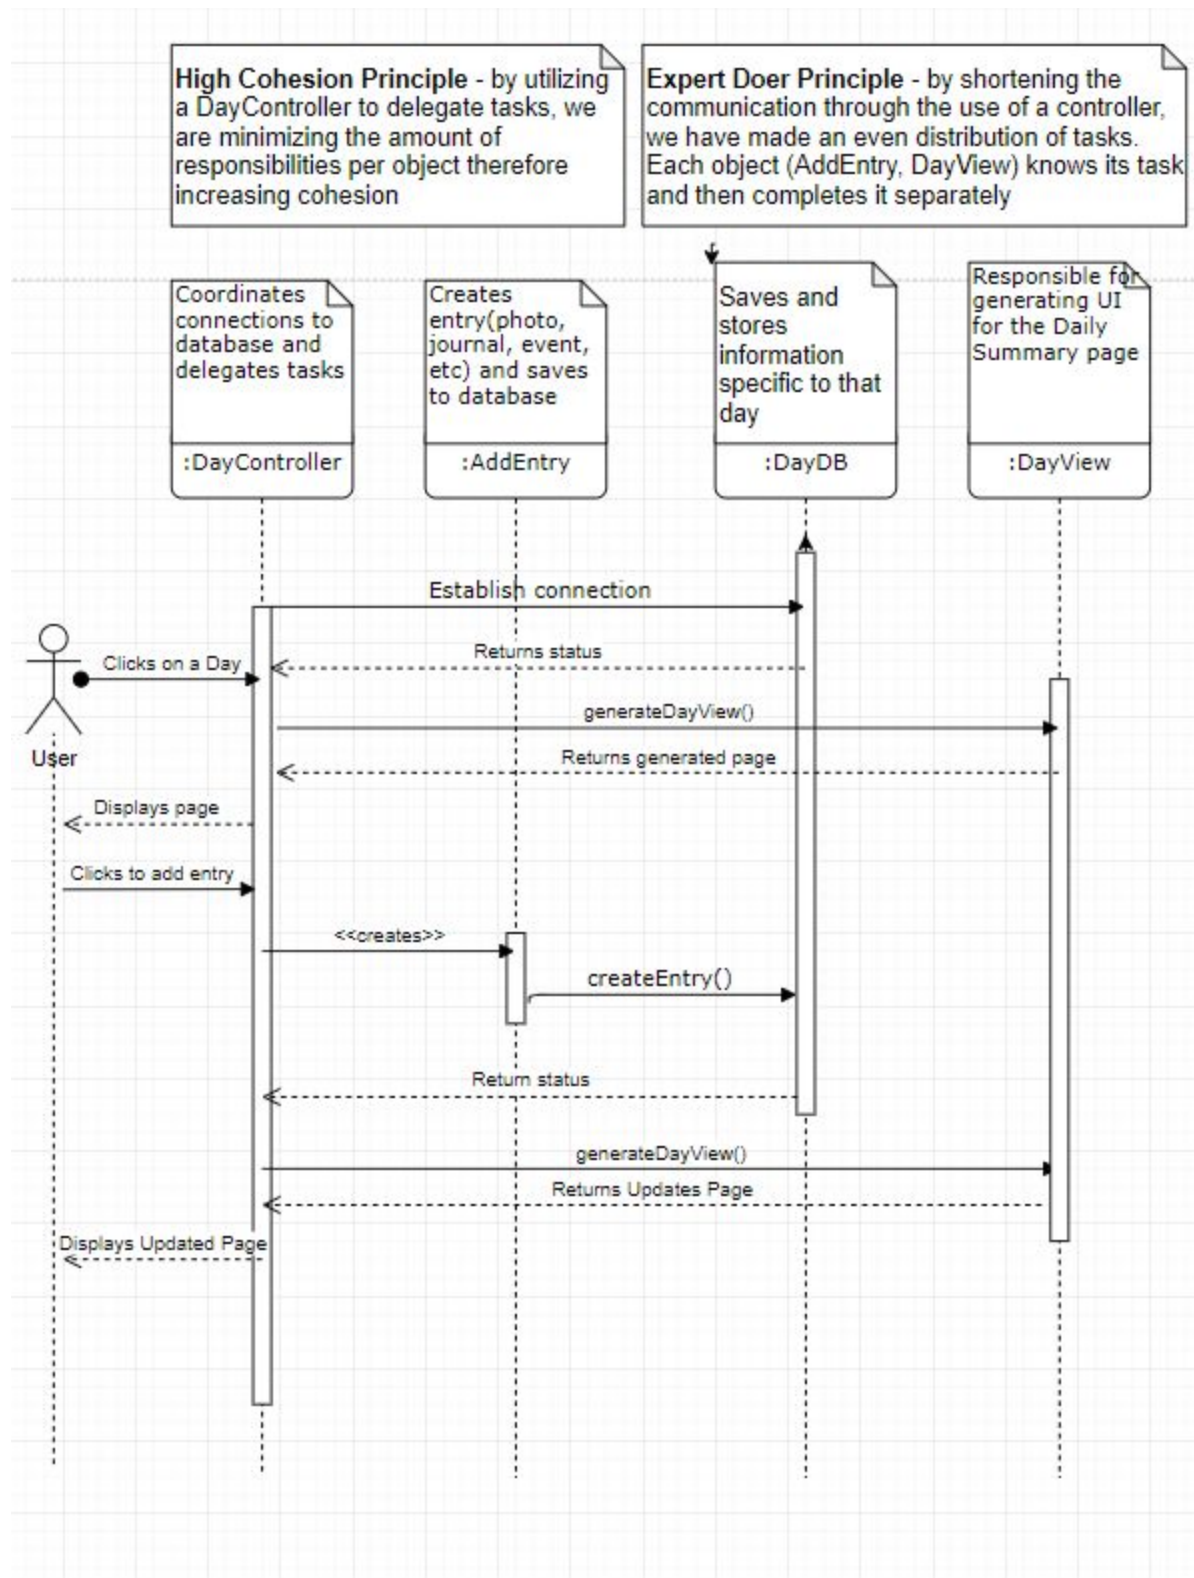 High Cohesion Principle - by utilizing
a DayController to delegate tasks, we
are minimizing the amount of
responsibilities per object therefore
increasing cohesion
Expert Doer Principle - by shortening the
communication through the use of a controller,
we have made an even distribution of tasks.
Each object (AddEntry, DayView) knows its task
and then completes it separately
Coordinates
connections to
database and
delegates tasks
:DayController
Creates
entry(photo,
journal, event,
etc) and saves
to database
:AddEntry
Saves and
stores
information
specific to that
day
:DayDB
Responsible for
generating UI
for the Daily
Summary page
:DayView
Establish connection
Returns status
Clicks on a Day
User
generateDayView()
Returns generated page
Displays page
Clicks to add entry
<<creates>>
createEntry()
Return status
generateDayView()
Returns Updates Page
Displays Updated Page